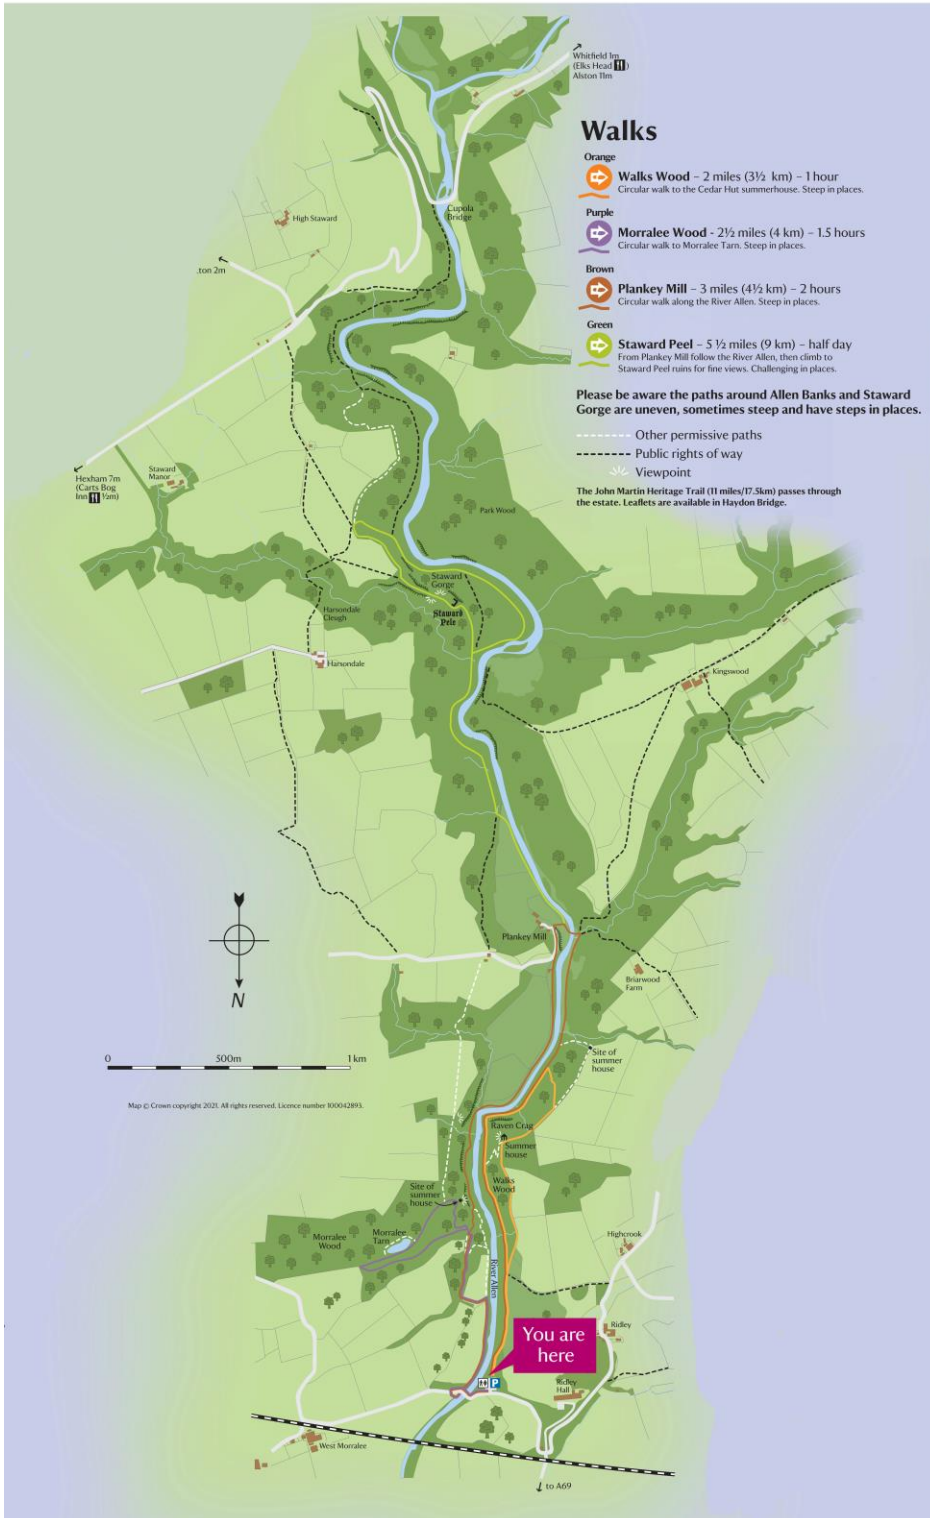 Whitfield 1m
(Elks Head )
Alston 11m
Walks
Orange
Walks Wood – 2 miles (3½ km) – 1 hour
Circular walk to the Cedar Hut summerhouse. Steep in places.
Purple
Morralee Wood - 2½ miles (4 km) – 1.5 hours
Circular walk to Morralee Tarn. Steep in places.
Brown
Plankey Mill – 3 miles (4½ km) – 2 hours
Circular walk along the River Allen. Steep in places.
Green
Staward Peel – 5 ½ miles (9 km) – half day
From Plankey Mill follow the River Allen, then climb to
Staward Peel ruins for fine views. Challenging in places.
Please be aware the paths around Allen Banks and Staward
Gorge are uneven, sometimes steep and have steps in places.
Other permissive paths
Public rights of way
Viewpoint
The John Martin Heritage Trail (11 miles/17.5km) passes through
the estate. Leaflets are available in Haydon Bridge.
Cupola
Bridge
High Staward
.ton 2m
Hexham 7m
(Carts Bog
Inn ½m)
Staward
Manor
Park Wood
Staward
Gorge
Staward
Pele
Harsondale
Cleugh
Harsondale
Kingswood
Plankey Mill
Briarwood
Farm
N
0 500m 1 km
Map © Crown copyright 2021. All rights reserved. Licence number 100042893.
Site of
summer
house
Raven Crag
Summer
house
Walks
Wood
Site of
summer
house
Morralee
Wood
Morralee
Tarn
River Allen
Highcrook
Ridley
You are
here
P
Ridley
Hall
West Morralee
to A69